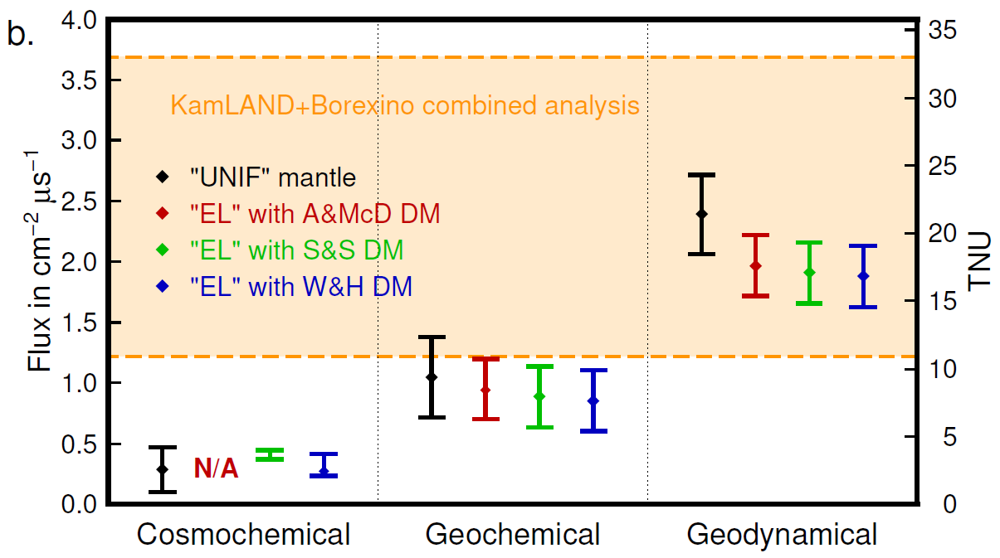 b.
4.0
3.5
3.0
2.5
2.0
1.5
1.0
0.5
0.0
Flux in cm−2 µs−1
35
30
25
20
15
10
5
0
TNU
KamLAND+Borexino combined analysis
"UNIF" mantle
"EL" with A&McD DM
"EL" with S&S DM
"EL" with W&H DM
N/A
Cosmochemical Geochemical Geodynamical